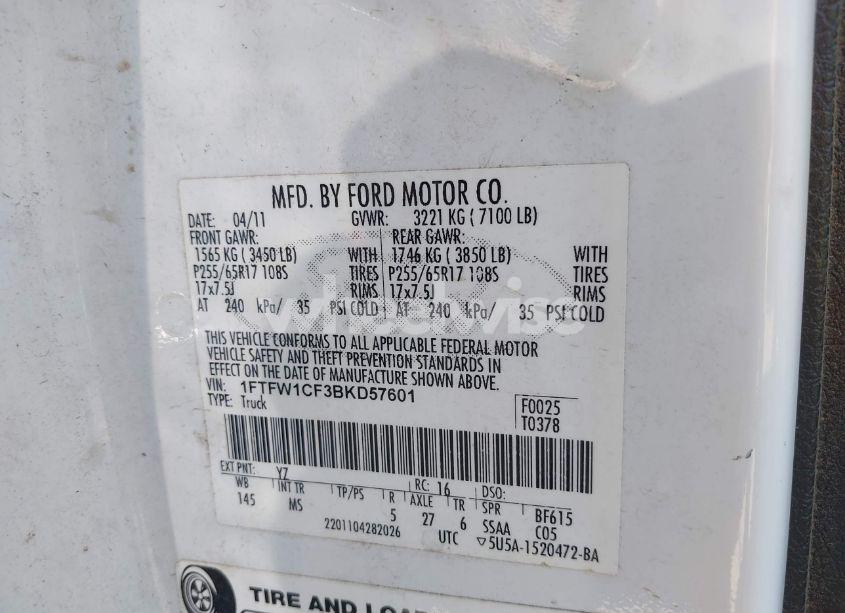 MFD. BY FORD MOTOR CO.
DATE: 04/11 GVWR: 3221 KG ( 7100 LB)
FRONT GAWR: REAR GAWR:
1565 KG ( 3450 LB) WITH 1746 KG ( 3850 LB) WITH
P255/65R17 108S TIRES P255/65R17 108S TIRES
17x7.5J RIMS 17x7.5J RIMS
AT 240 kPa/ 35 PSI COLD AT 240 kPa/ 35 PSI COLD
wheelwiss
THIS VEHICLE CONFORMS TO ALL APPLICABLE FEDERAL MOTOR
VEHICLE SAFETY AND THEFT PREVENTION STANDARDS IN
EFFECT ON THE DATE OF MANUFACTURE SHOWN ABOVE.
VIN: 1FTFW1CF3BKD57601
TYPE: Truck
F0025
T0378
EXT PNT: YZ RC: 16 DSO:
WB INT TR TP/PS R AXLE TR SPR BF615
145 MS 5 27 6 SSAA C05
2201104282026 UTC ▽5U5A-1520472-BA
TIRE AND LOA